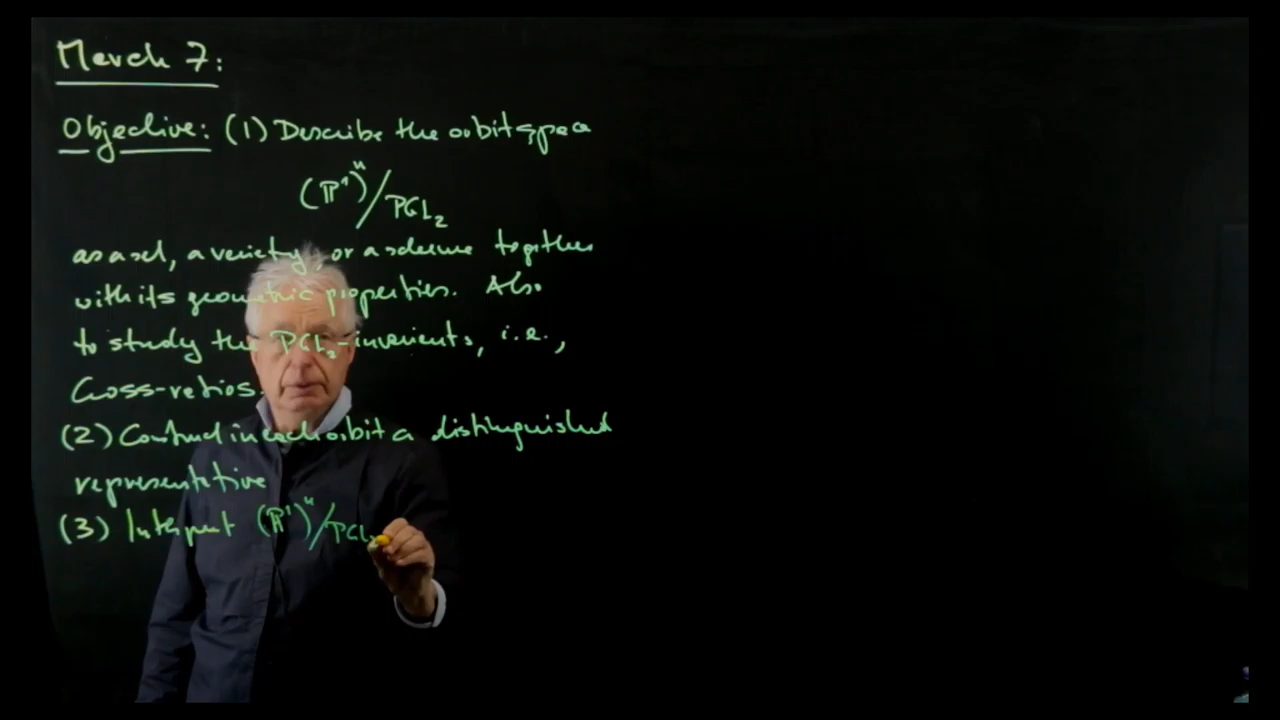 March 7:
Objective: (1) Describe the orbit space
(ℙ¹)ⁿ/PGL₂
as a set, a variety, or a scheme together
with its geometric properties. Also
to study the PGL₂-invariants, i.e.,
Cross-ratios.
(2) Construct in each orbit a distinguished
representative
(3) Interpret (ℙ¹)ⁿ/PGL₂